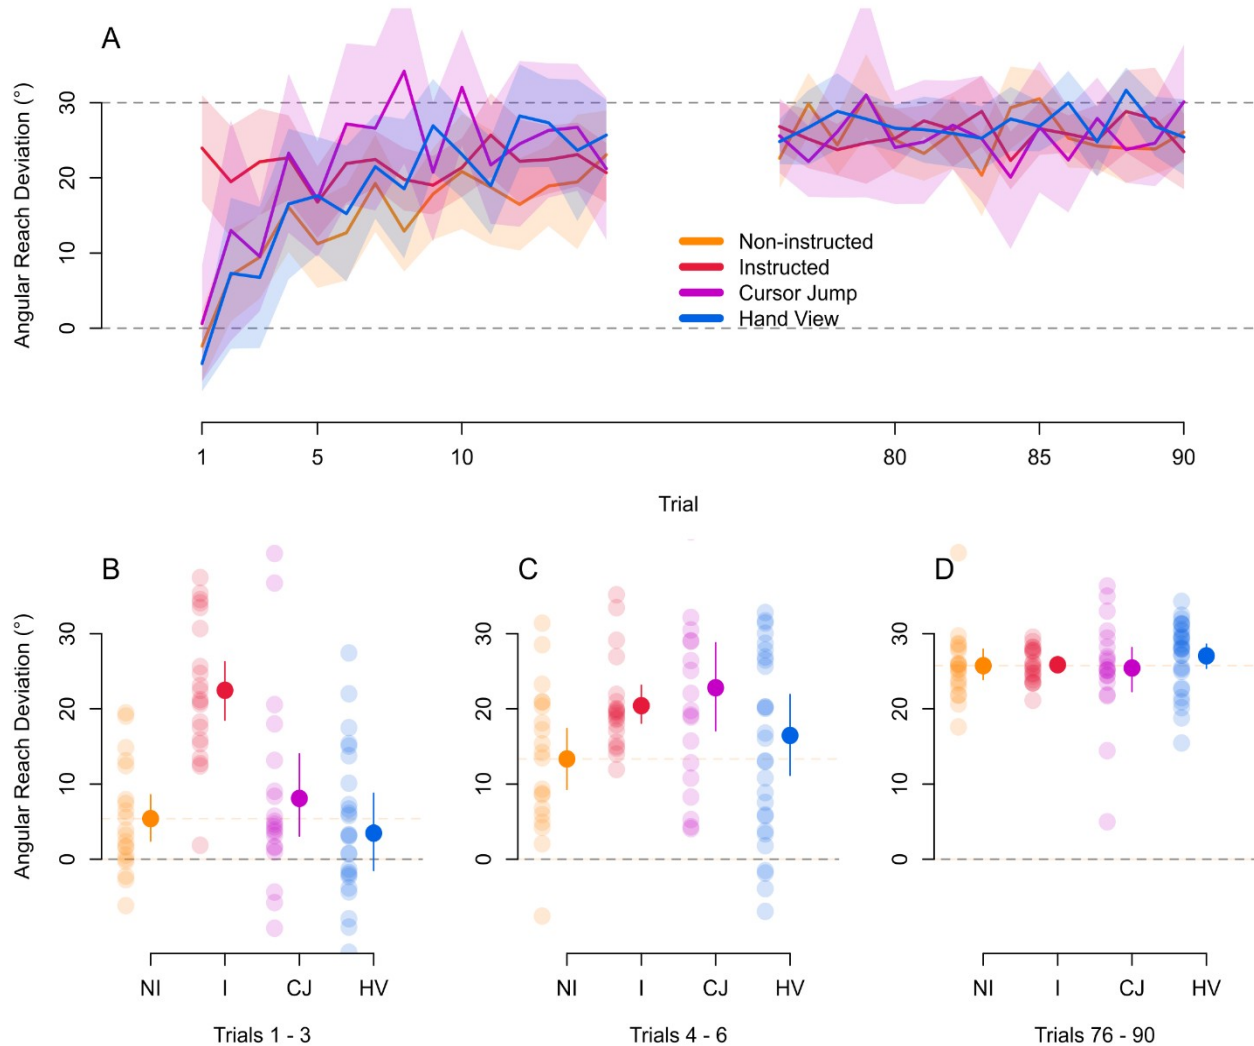 A
Angular Reach Deviation (°)
30
20
10
0
Non-instructed
Instructed
Cursor Jump
Hand View
1
5
10
80
85
90
Trial
B
Angular Reach Deviation (°)
30
20
10
0
NI
I
CJ
HV
Trials 1 - 3
C
30
20
10
0
NI
I
CJ
HV
Trials 4 - 6
D
30
20
10
0
NI
I
CJ
HV
Trials 76 - 90